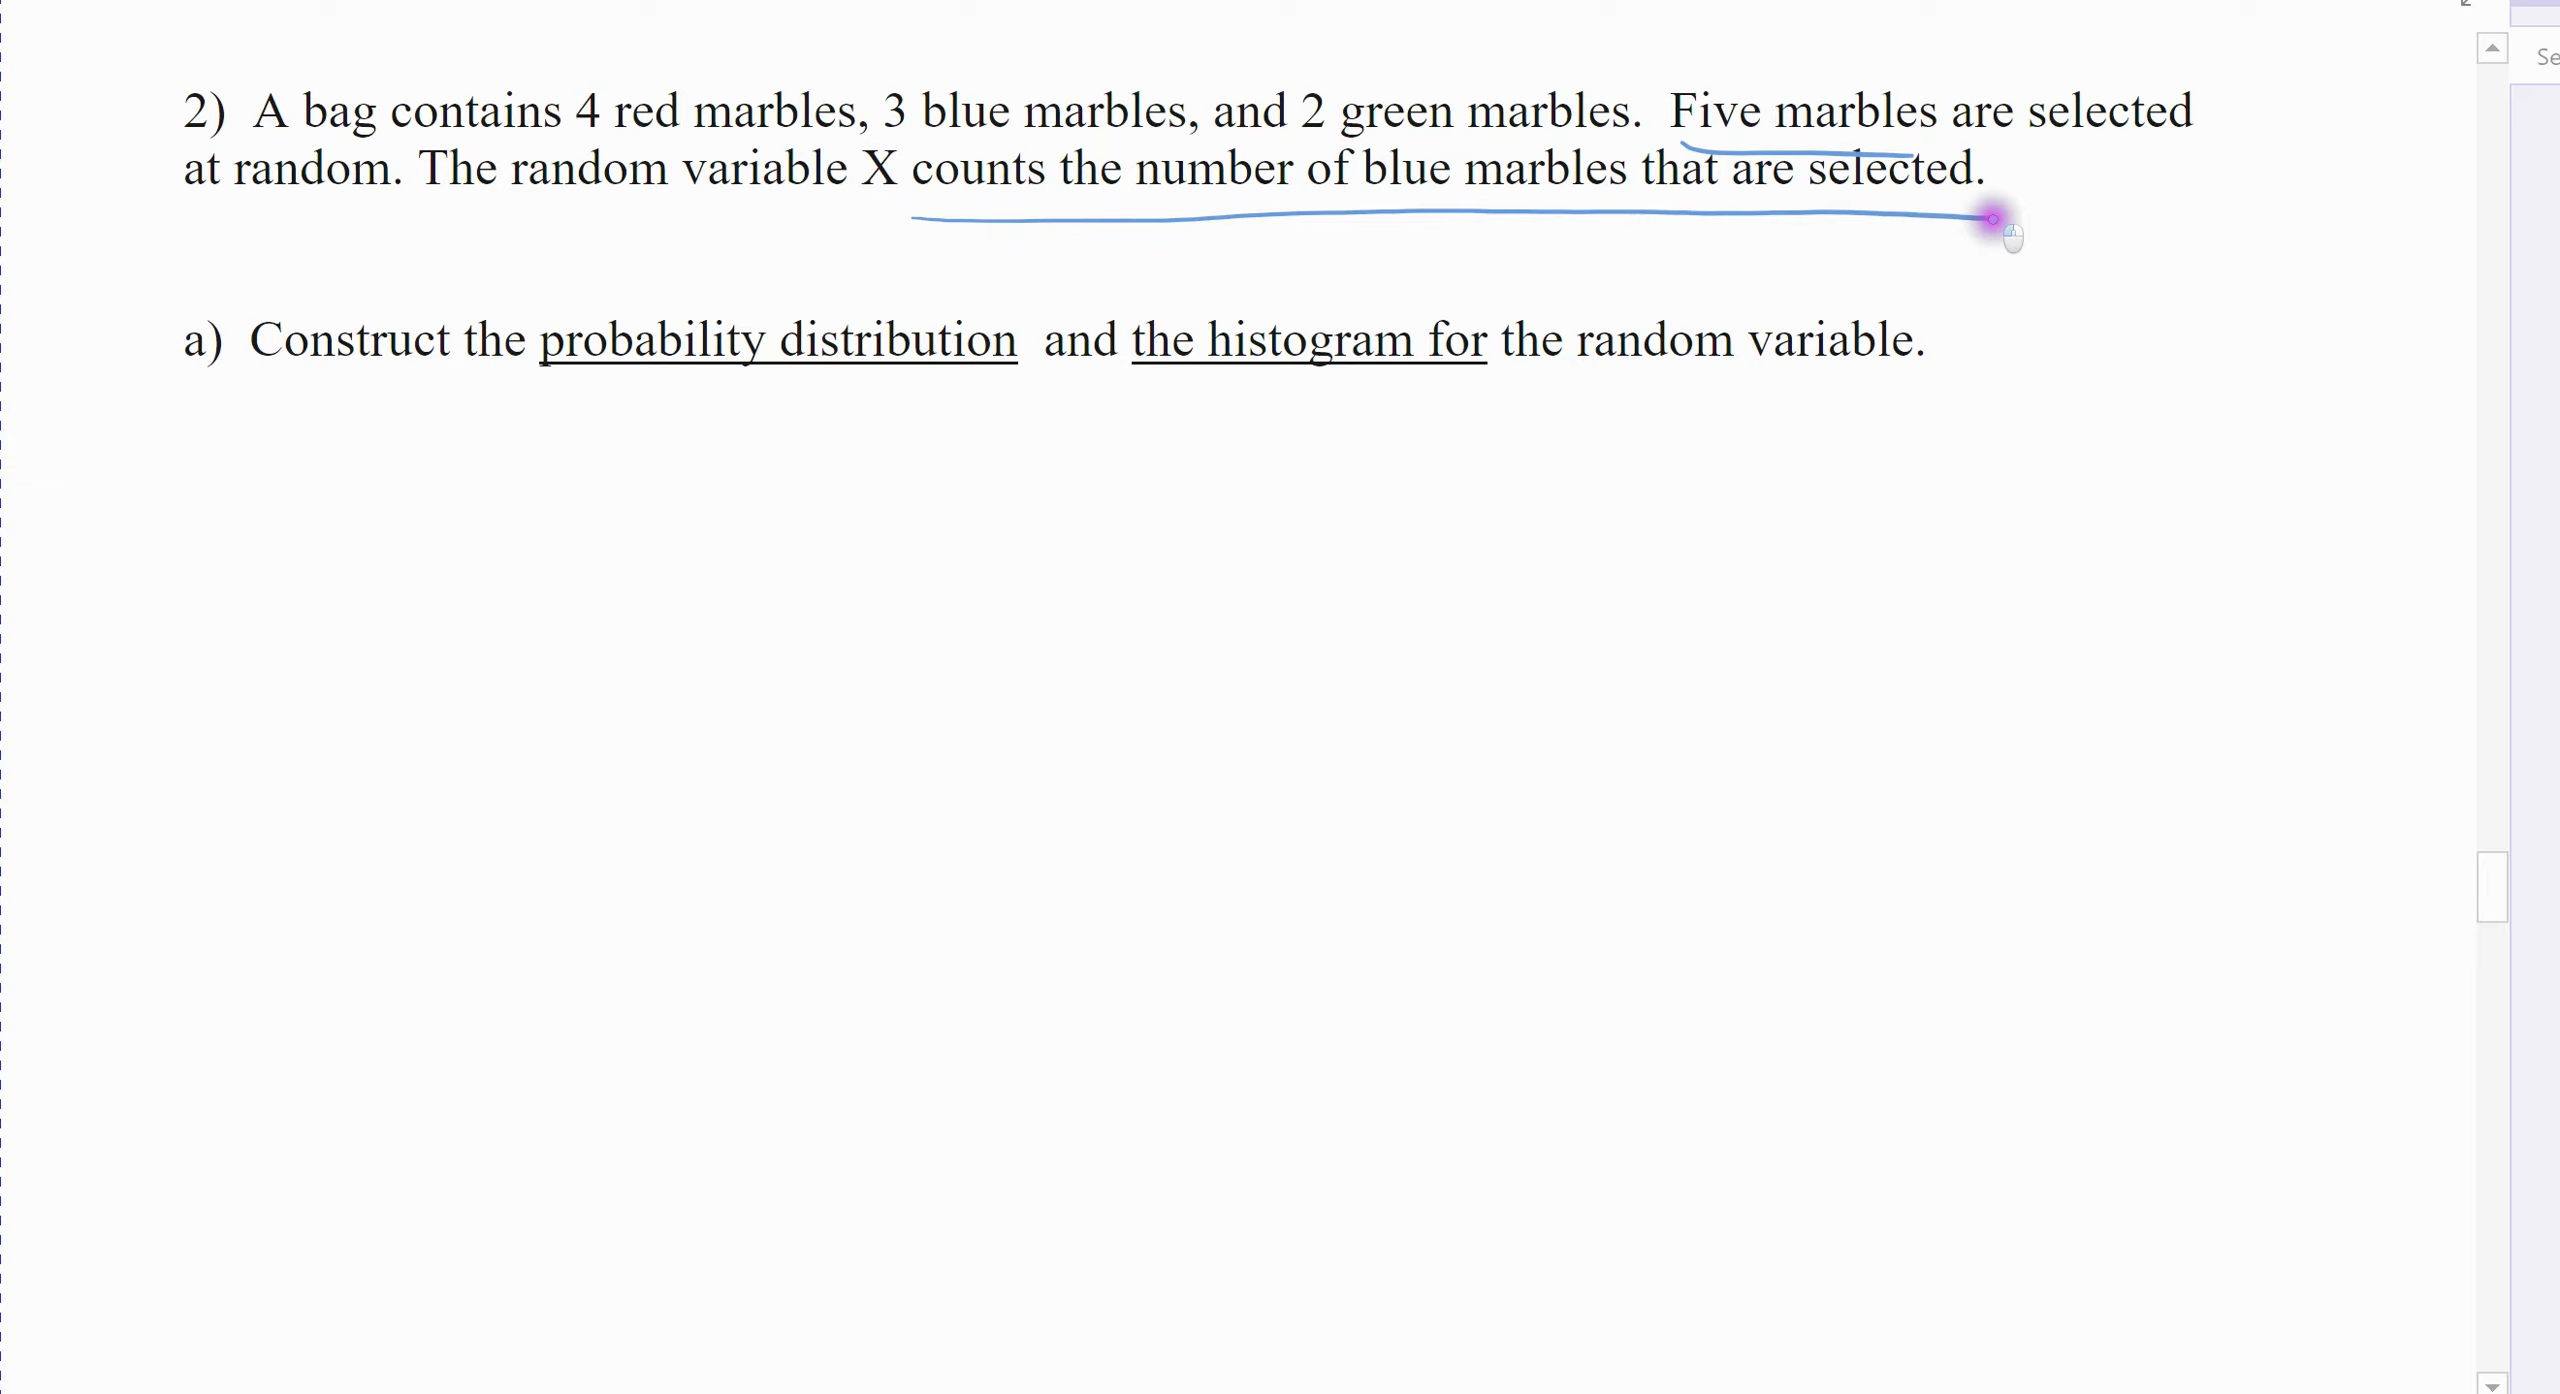 2)  A bag contains 4 red marbles, 3 blue marbles, and 2 green marbles.  Five marbles are selected
at random. The random variable X counts the number of blue marbles that are selected.
a)  Construct the probability distribution  and the histogram for the random variable.
Se